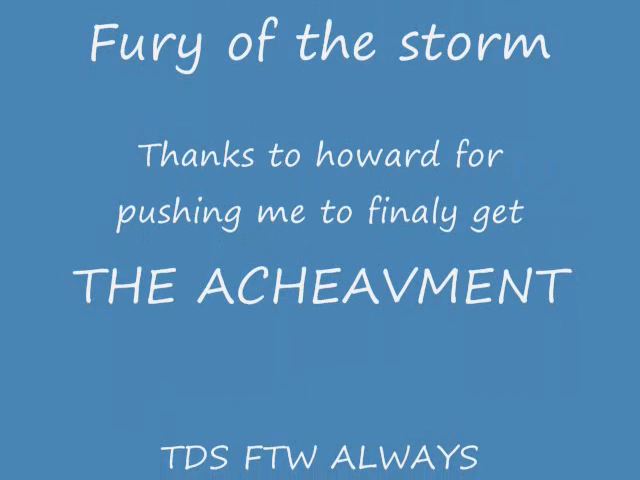 Fury of the storm
Thanks to howard for
pushing me to finaly get
THE ACHEAVMENT
TDS FTW ALWAYS